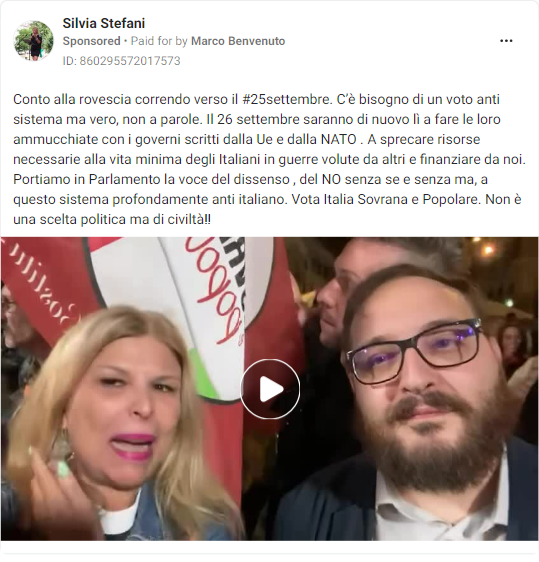 Silvia Stefani
Sponsored • Paid for by Marco Benvenuto
ID: 860295572017573
Conto alla rovescia correndo verso il #25settembre. C'è bisogno di un voto anti
sistema ma vero, non a parole. Il 26 settembre saranno di nuovo lì a fare le loro
ammucchiate con i governi scritti dalla Ue e dalla NATO . A sprecare risorse
necessarie alla vita minima degli Italiani in guerre volute da altri e finanziare da noi.
Portiamo in Parlamento la voce del dissenso , del NO senza se e senza ma, a
questo sistema profondamente anti italiano. Vota Italia Sovrana e Popolare. Non è
una scelta politica ma di civiltà!!